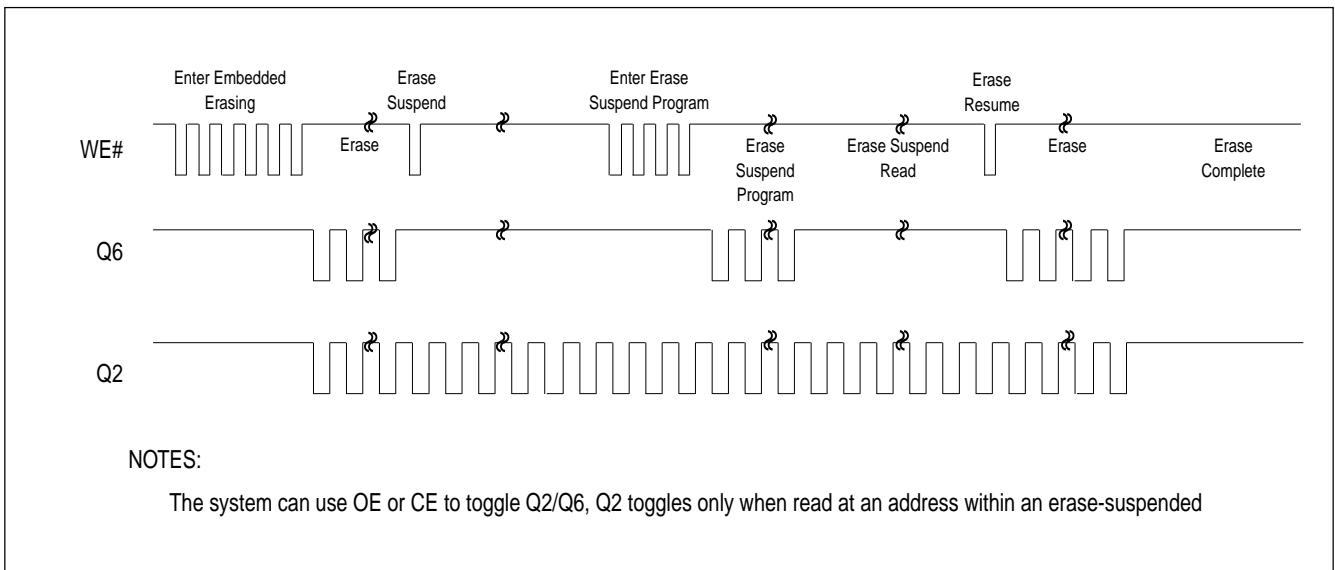 Enter Embedded
Erasing
Erase
Suspend
Enter Erase
Suspend Program
Erase
Resume
WE#
Erase
Erase
Suspend
Program
Erase Suspend
Read
Erase
Erase
Complete
Q6
Q2
NOTES:
The system can use OE or CE to toggle Q2/Q6, Q2 toggles only when read at an address within an erase-suspended